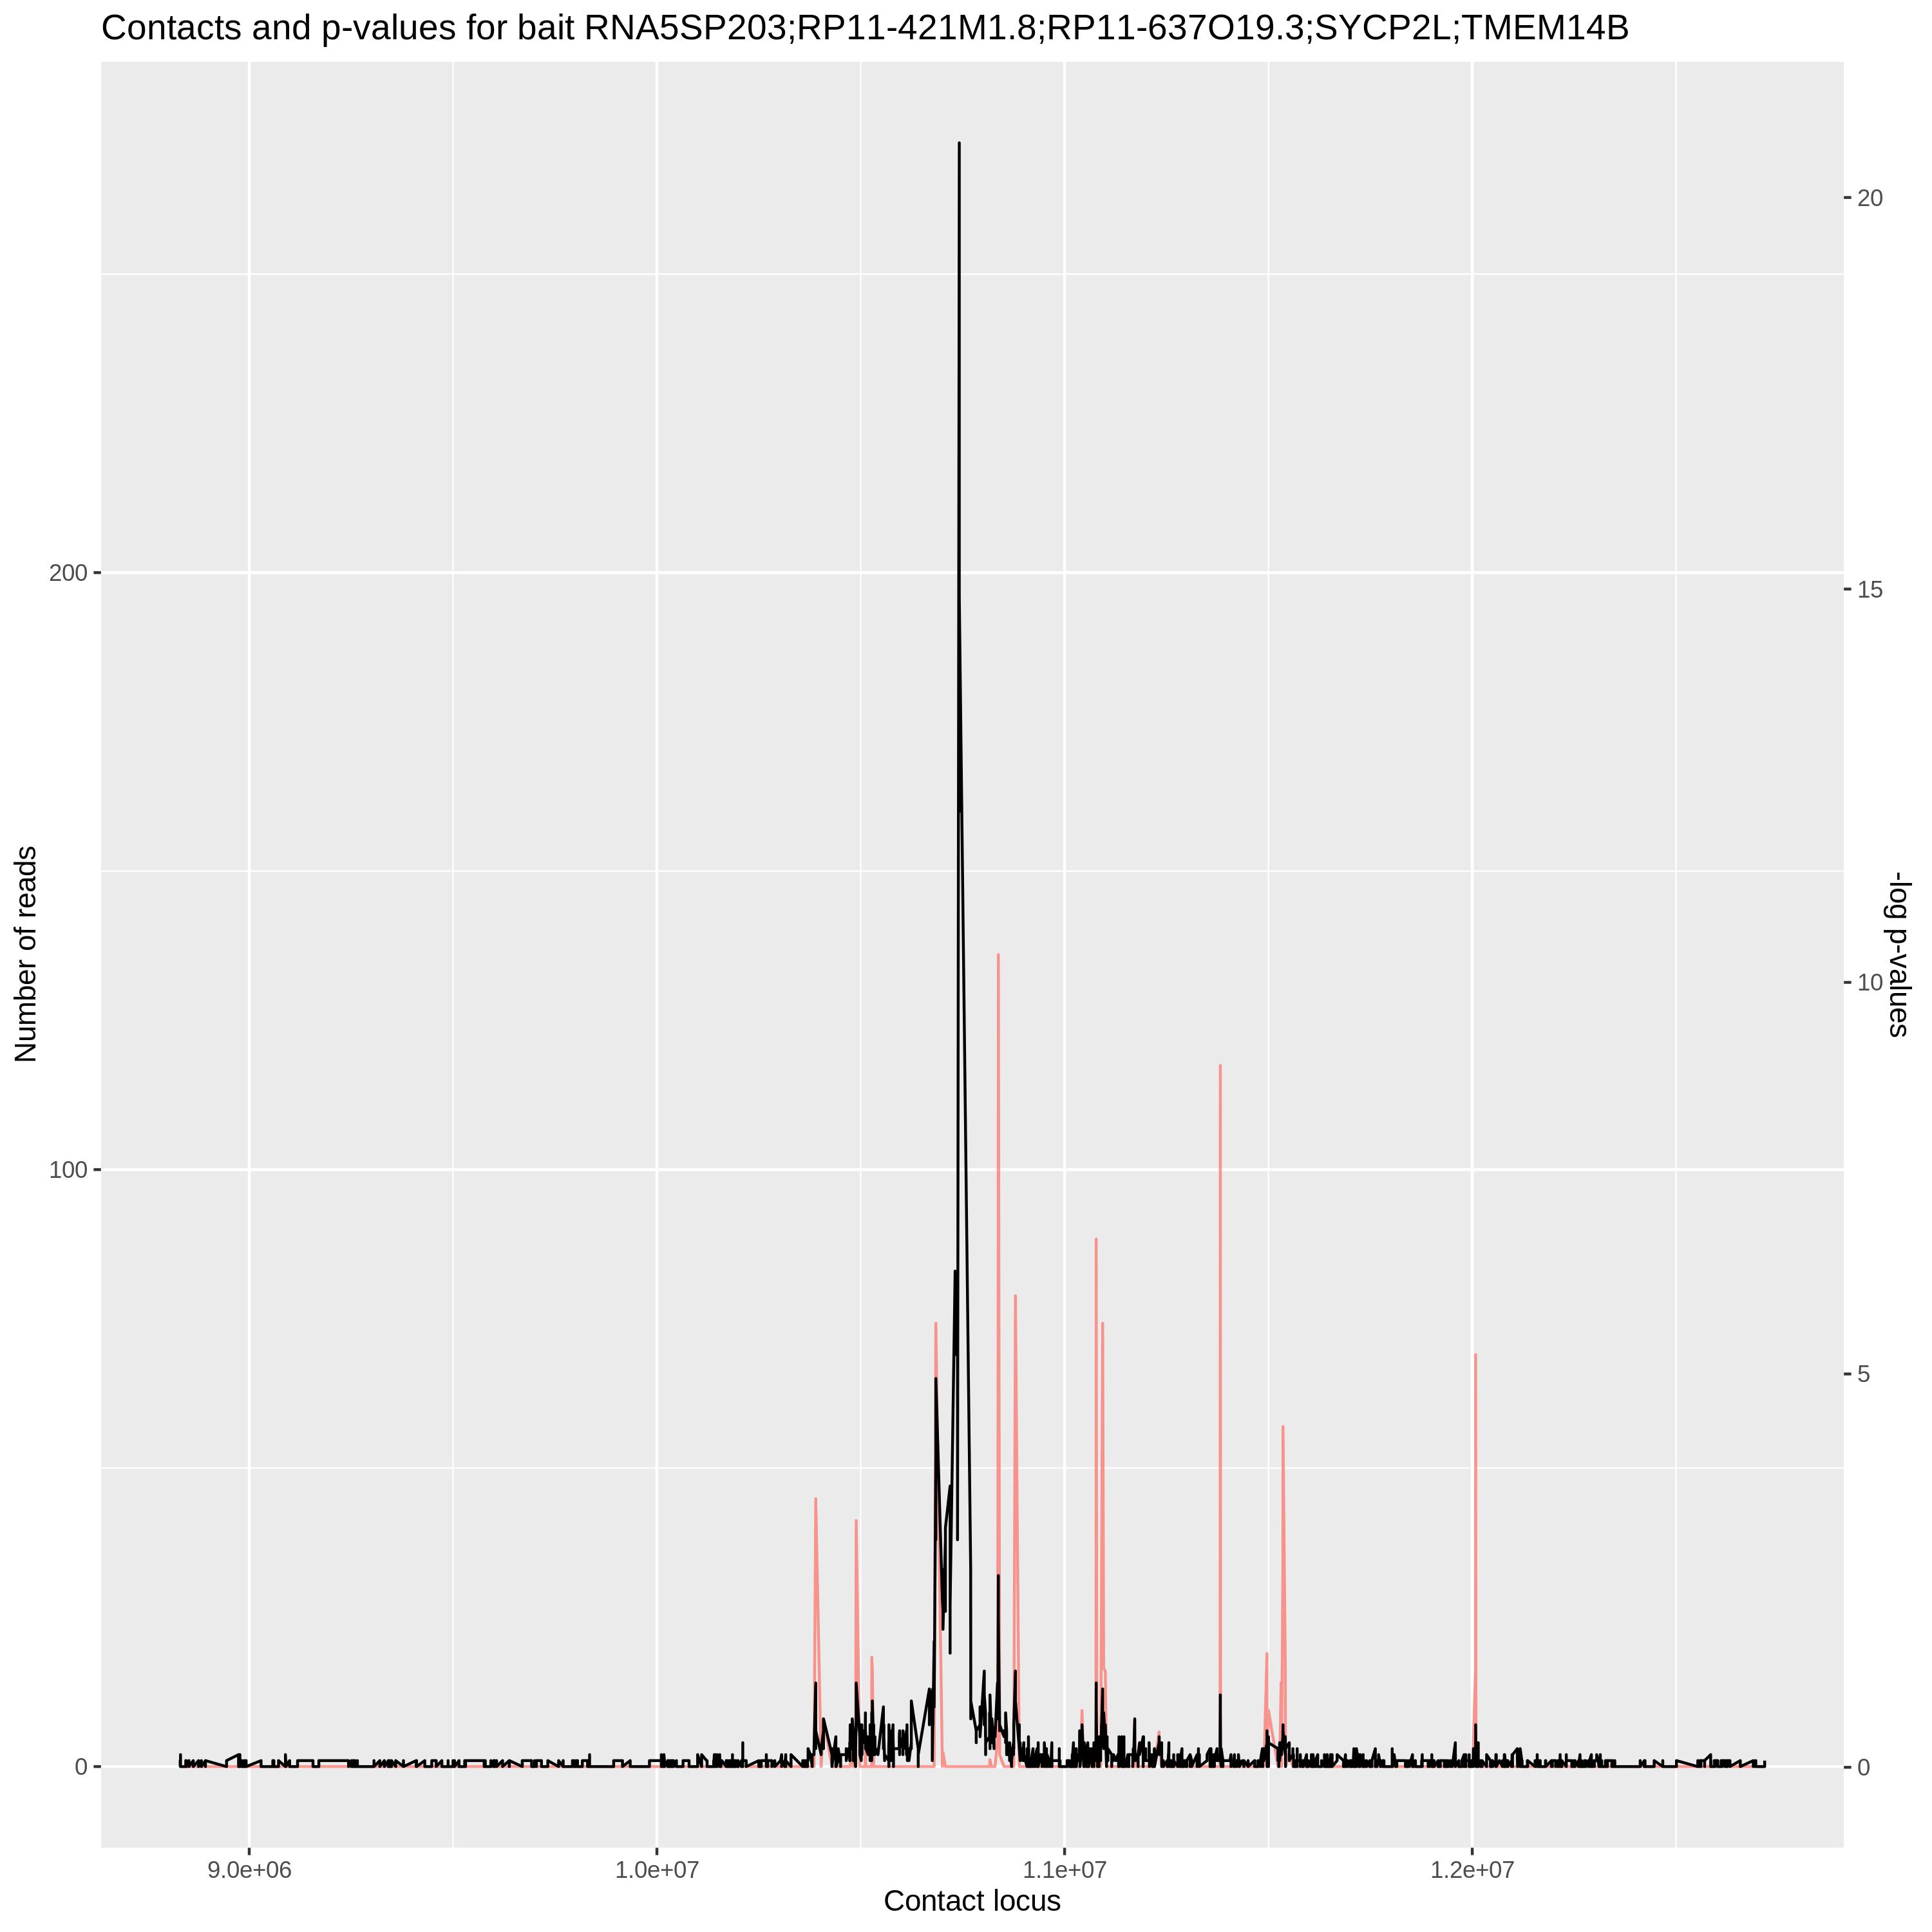 Contacts and p-values for bait RNA5SP203;RP11-421M1.8;RP11-637O19.3;SYCP2L;TMEM14B
Number of reads
200
100
0
20
15
10
5
0
-log p-values
9.0e+06
1.0e+07
1.1e+07
1.2e+07
Contact locus